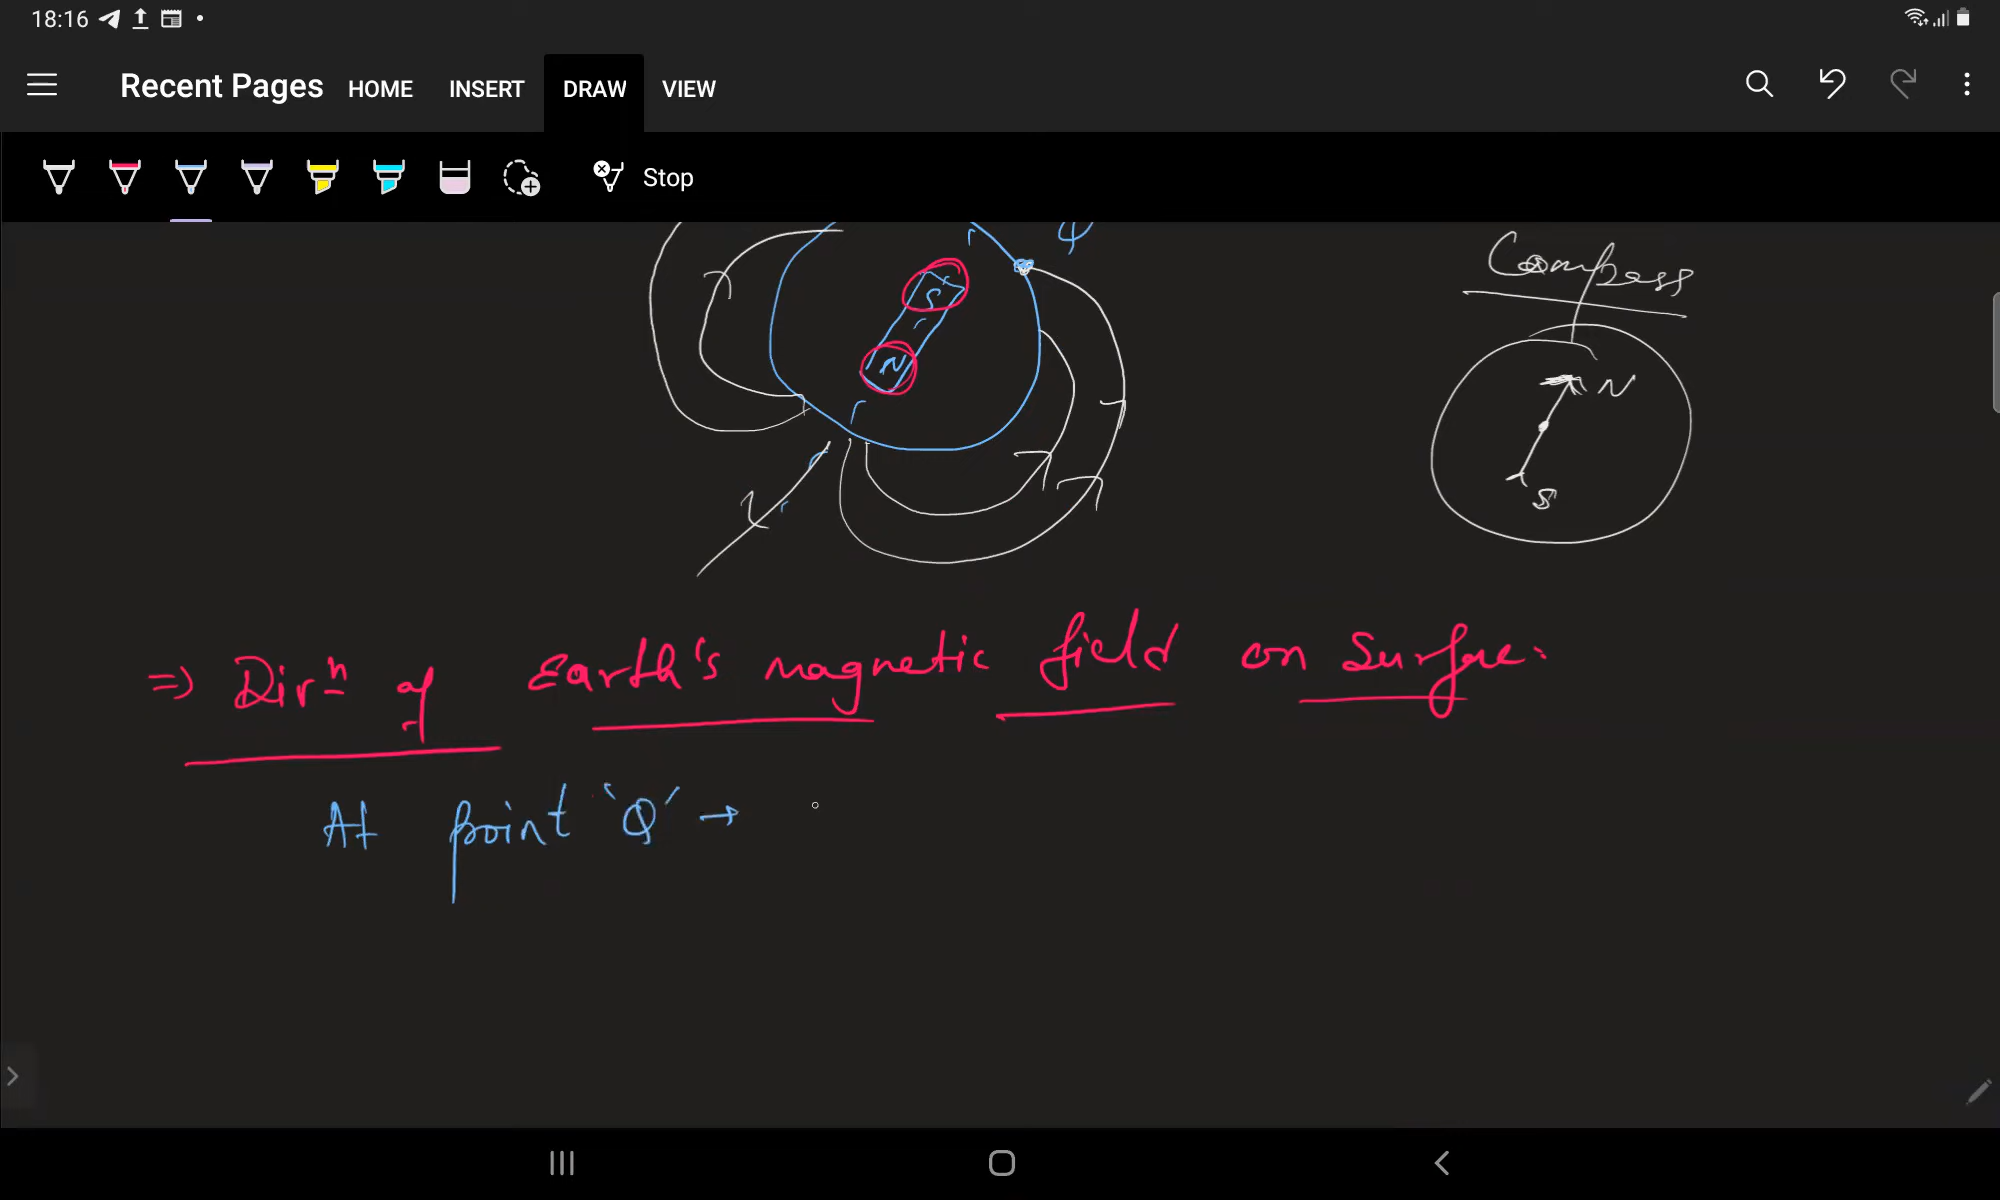 18:16
Recent Pages HOME INSERT DRAW VIEW
Stop
Q
Compass
S
N
N
S
⇒ Dirⁿ of Earth's magnetic field on Surface.
At point 'Q' →